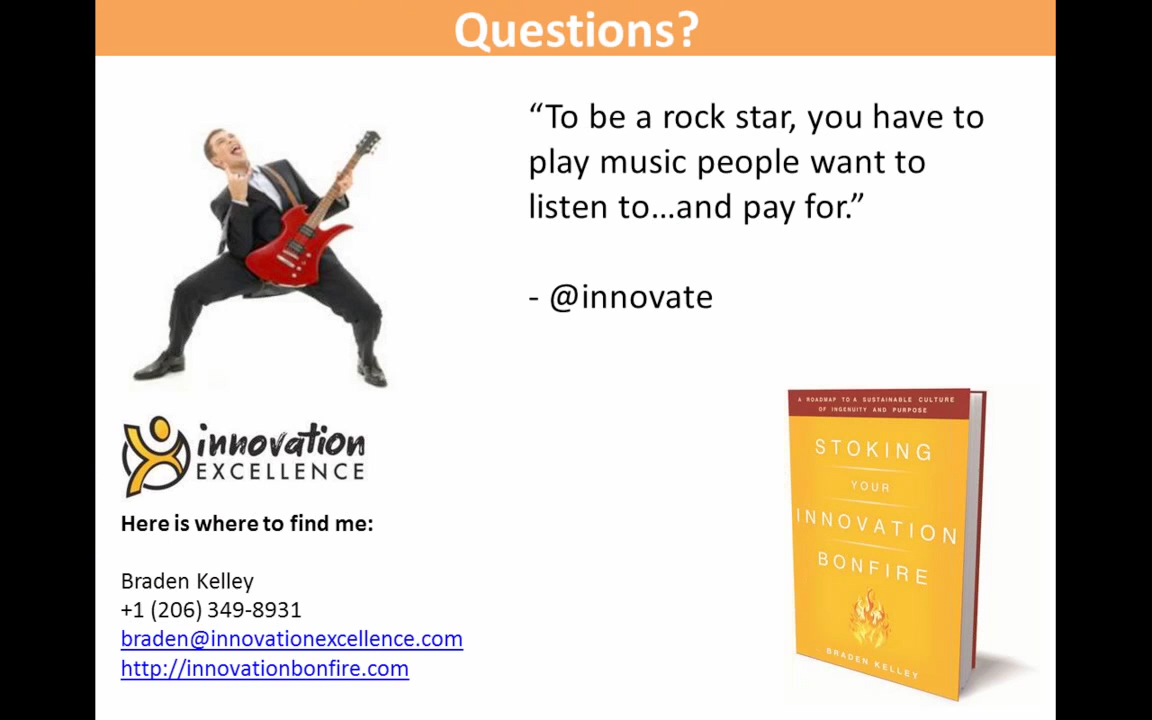 Questions?
“To be a rock star, you have to
play music people want to
listen to...and pay for.”
- @innovate
innovation
EXCELLENCE
Here is where to find me:
Braden Kelley
+1 (206) 349-8931
braden@innovationexcellence.com
http://innovationbonfire.com
A ROADMAP TO A SUSTAINABLE CULTURE
OF INGENUITY AND PURPOSE
STOKING
YOUR
INNOVATION
BONFIRE
BRADEN KELLEY